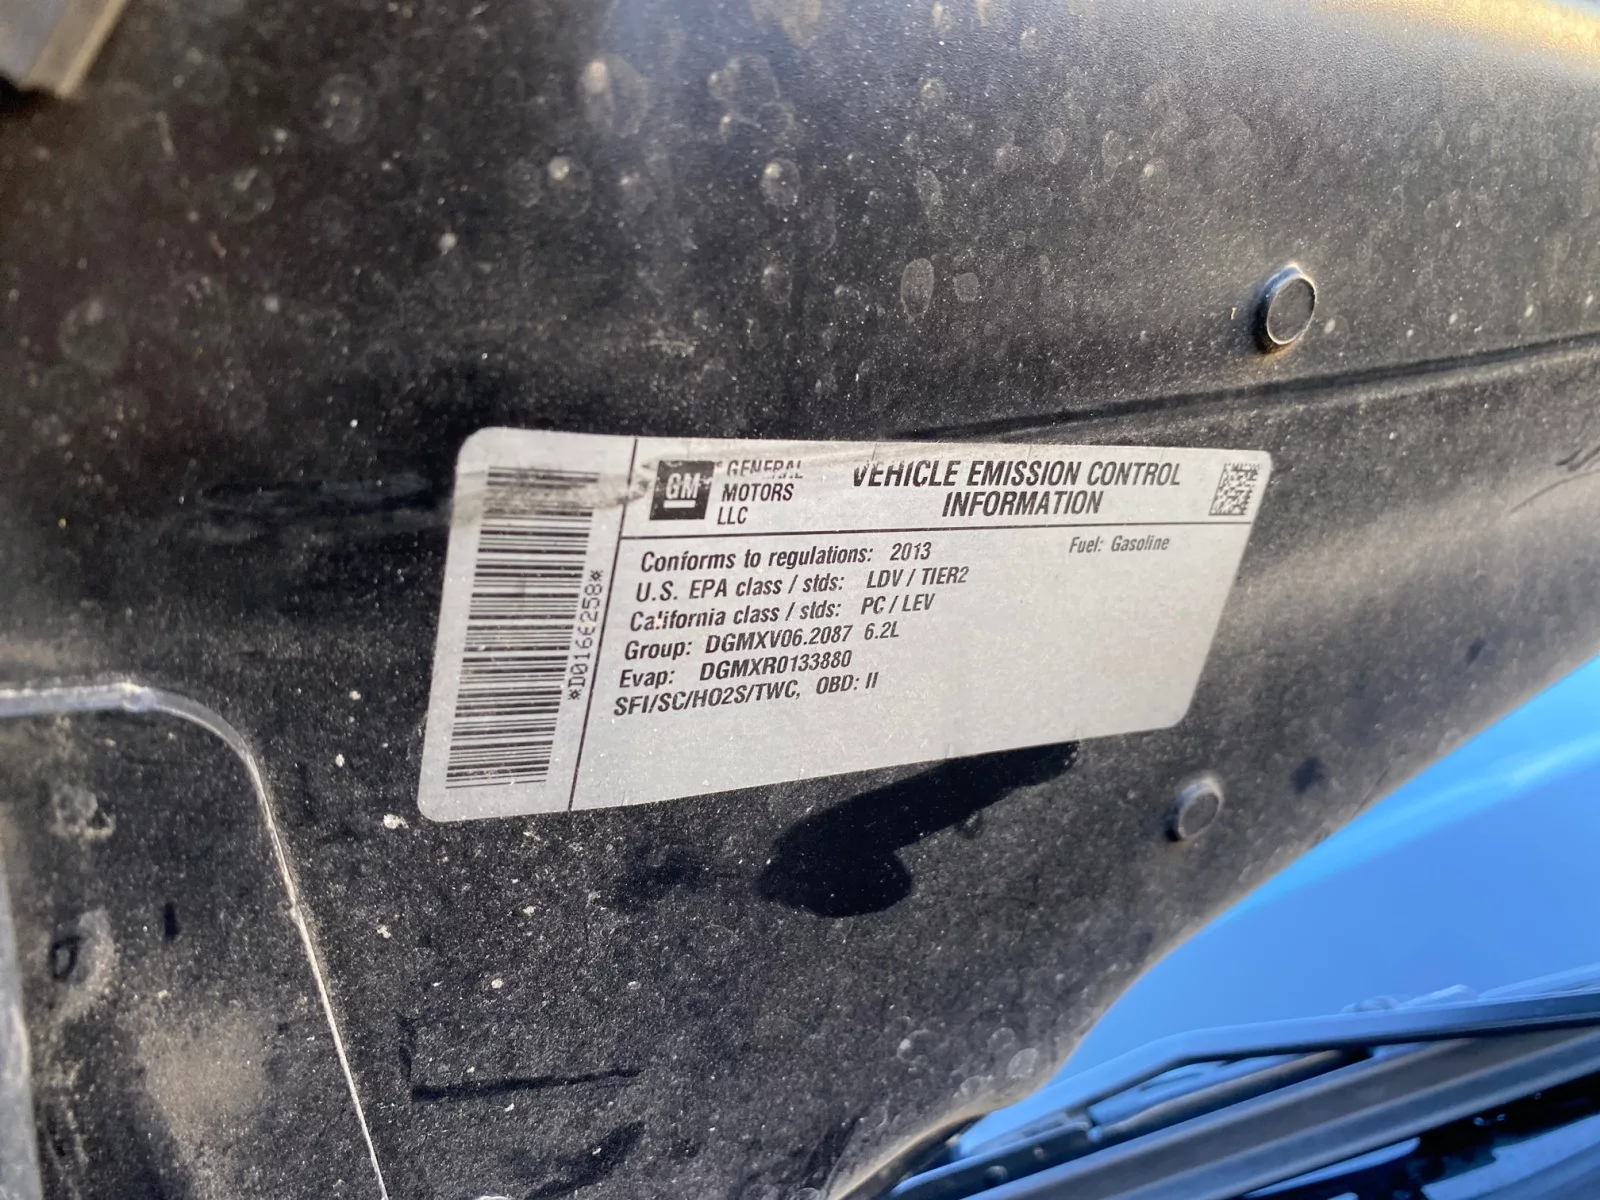 GM
GENERAL
MOTORS
LLC
VEHICLE EMISSION CONTROL
INFORMATION
Conforms to regulations: 2013
Fuel: Gasoline
U.S. EPA class / stds: LDV / TIER2
California class / stds: PC / LEV
Group: DGMXV06.2087 6.2L
Evap: DGMXR0133880
SFI/SC/HO2S/TWC, OBD: II
*D016E258*